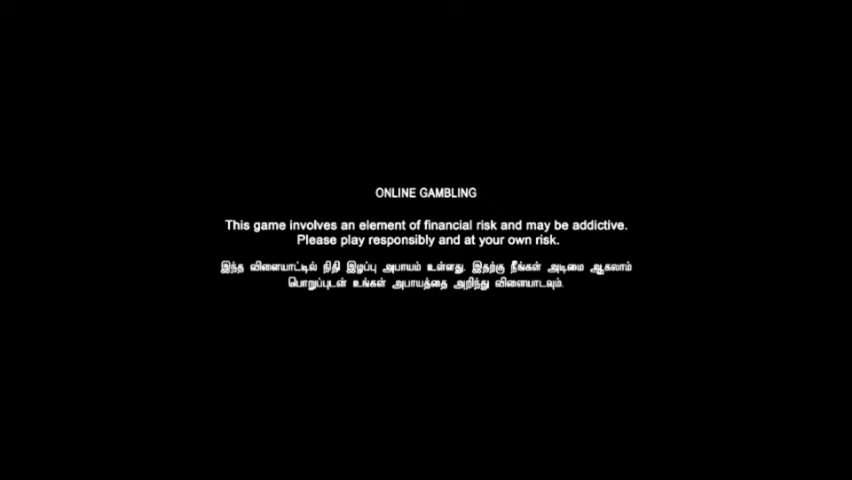 ONLINE GAMBLING
This game involves an element of financial risk and may be addictive.
Please play responsibly and at your own risk.
இந்த விளையாட்டில் நிதி இழப்பு அபாயம் உள்ளது. இதற்கு நீங்கள் அடிமை ஆகலாம்
பொறுப்புடன் உங்கள் அபாயத்தை அறிந்து விளையாடவும்.